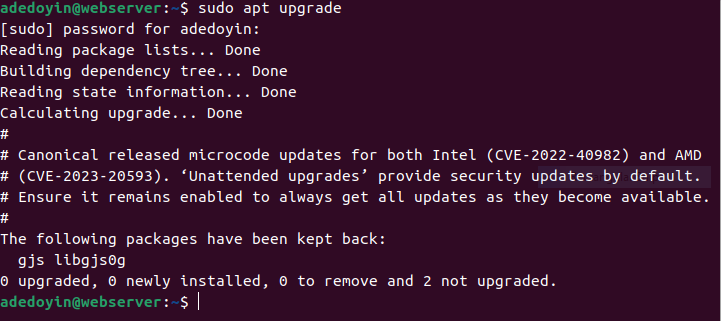 adedoyin@webserver:~$ sudo apt upgrade
[sudo] password for adedoyin:
Reading package lists... Done
Building dependency tree... Done
Reading state information... Done
Calculating upgrade... Done
#
# Canonical released microcode updates for both Intel (CVE-2022-40982) and AMD
# (CVE-2023-20593). ‘Unattended upgrades’ provide security updates by default.
# Ensure it remains enabled to always get all updates as they become available.
#
The following packages have been kept back:
  gjs libgjs0g
0 upgraded, 0 newly installed, 0 to remove and 2 not upgraded.
adedoyin@webserver:~$